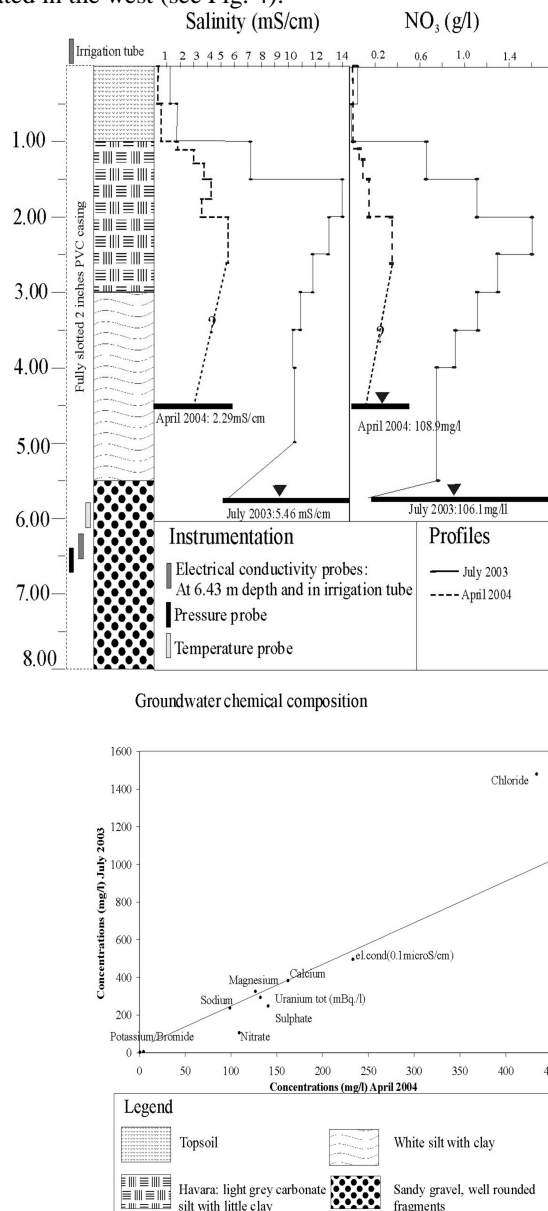 ated in the west (see Fig. 4).
Salinity (mS/cm) NO3 (g/l)
Irrigation tube
1 2 3 4 5 6 7 8 9 10 12 14 0.2 0.6 1.0 1.4
1.00
2.00
3.00
4.00
5.00
6.00
7.00
8.00
Fully slotted 2 inches PVC casing
?
?
April 2004: 2.29mS/cm
April 2004: 108.9mg/l
July 2003:5.46 mS/cm
July 2003:106.1mg/ll
Instrumentation
Electrical conductivity probes:
At 6.43 m depth and in irrigation tube
Pressure probe
Temperature probe
Profiles
July 2003
April 2004
Groundwater chemical composition
Concentrations (mg/l) July 2003
1600
1400
1200
1000
800
600
400
200
0
Chloride
el.cond(0.1microS/cm)
Magnesium
Calcium
Sodium
Uranium tot (mBq./l)
Sulphate
Potassium/Bromide
Nitrate
0 50 100 150 200 250 300 350 400
Concentrations (mg/l) April 2004
Legend
Topsoil
White silt with clay
Havara: light grey carbonate
silt with little clay
Sandy gravel, well rounded
fragments